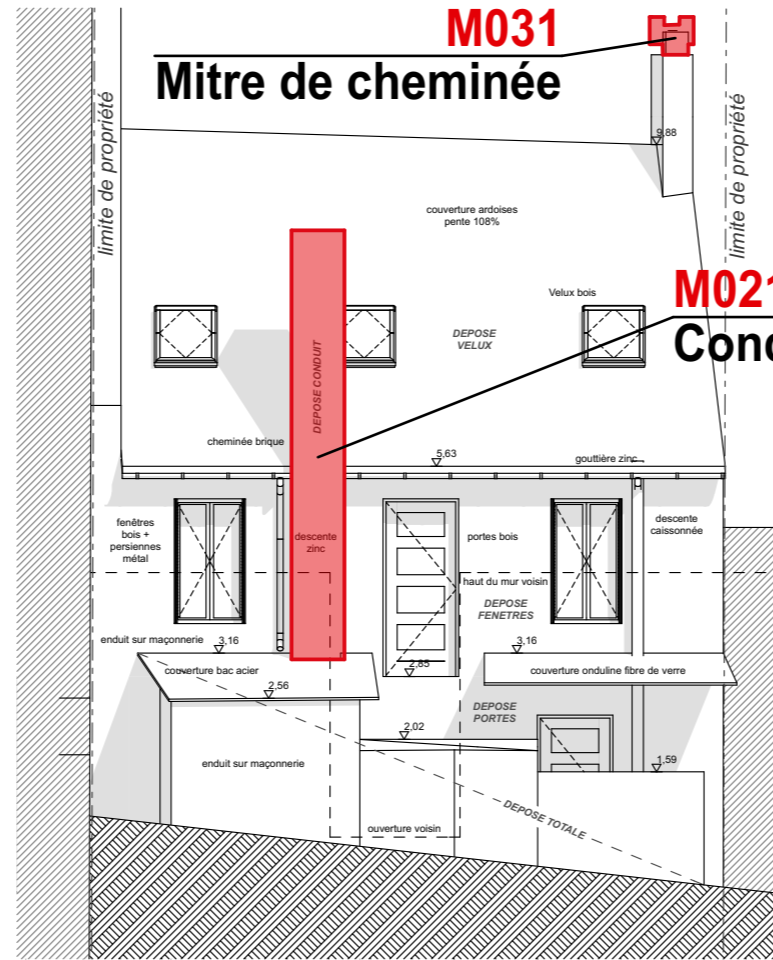 M031
Mitre de cheminée
limite de propriété
limite de propriété
9,88
couverture ardoises
pente 108%
Velux bois
M021
Cond
DEPOSE
VELUX
DEPOSE CONDUIT
cheminée brique
5,63
gouttière zinc
fenêtres
bois +
persiennes
métal
descente
zinc
portes bois
descente
caissonnée
haut du mur voisin
DEPOSE
FENETRES
enduit sur maçonnerie
3,16
3,16
couverture bac acier
2,85
couverture onduline fibre de verre
2,56
DEPOSE
PORTES
2,02
enduit sur maçonnerie
1,59
DEPOSE TOTALE
ouverture voisin